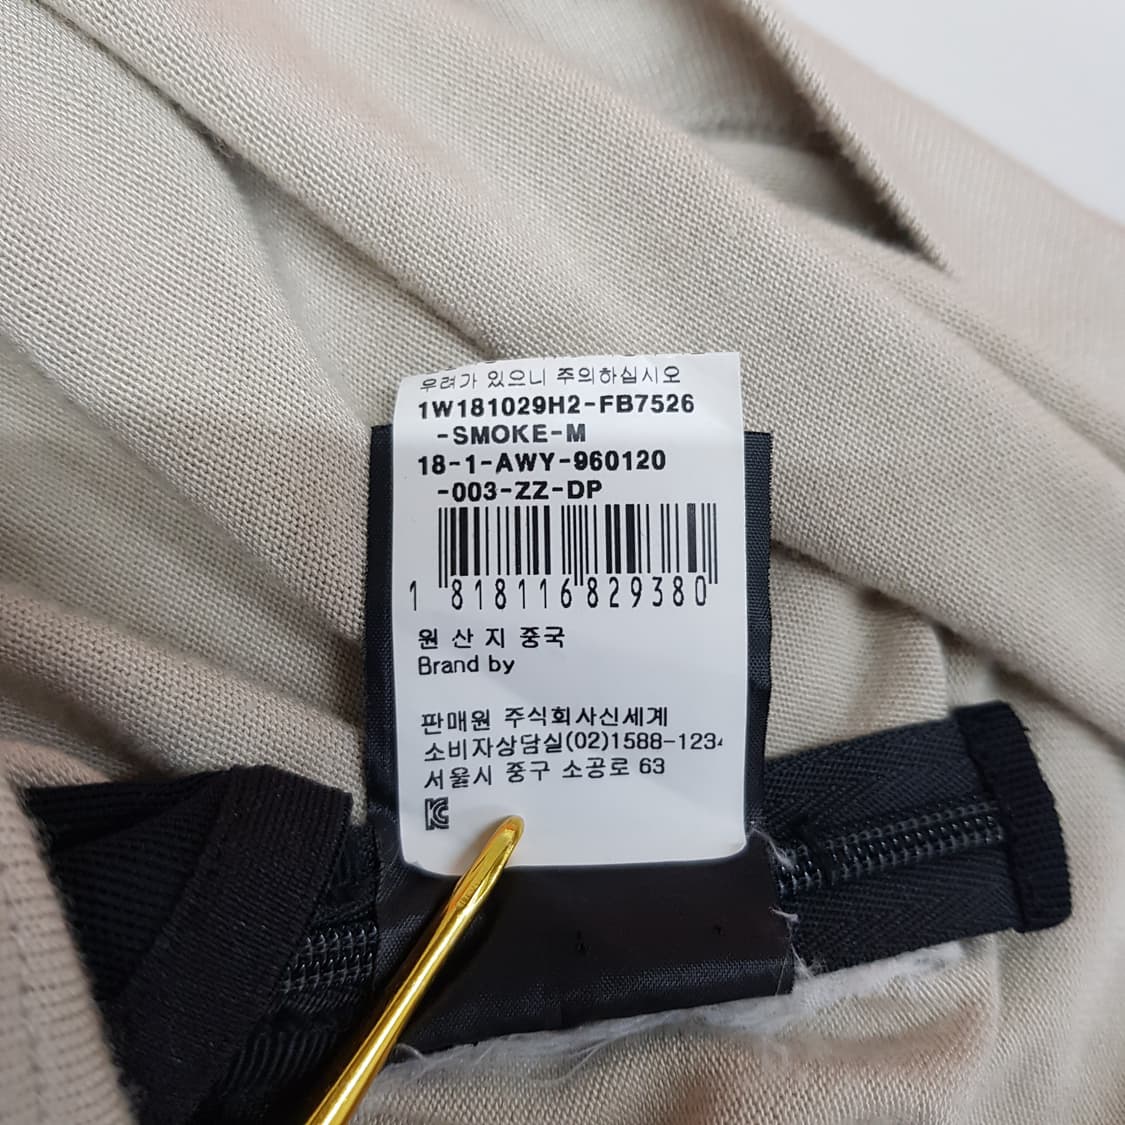 우려가 있으니 주의하십시오
1W181029H2-FB7526
-SMOKE-M
18-1-AWY-960120
-003-ZZ-DP
1 818116 829380
원 산 지 중국
Brand by
판매원 주식회사신세계
소비자상담실(02)1588-1234
서울시 중구 소공로 63
KC